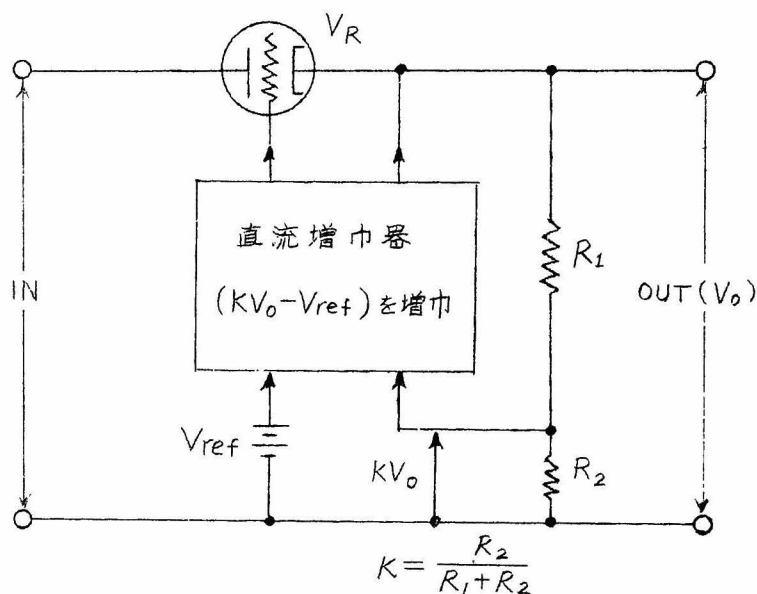 V_R
直流増巾器
(KV₀-Vref)を増巾
R₁
IN
OUT(V₀)
Vref
KV₀
R₂
K = R₂ / (R₁+R₂)